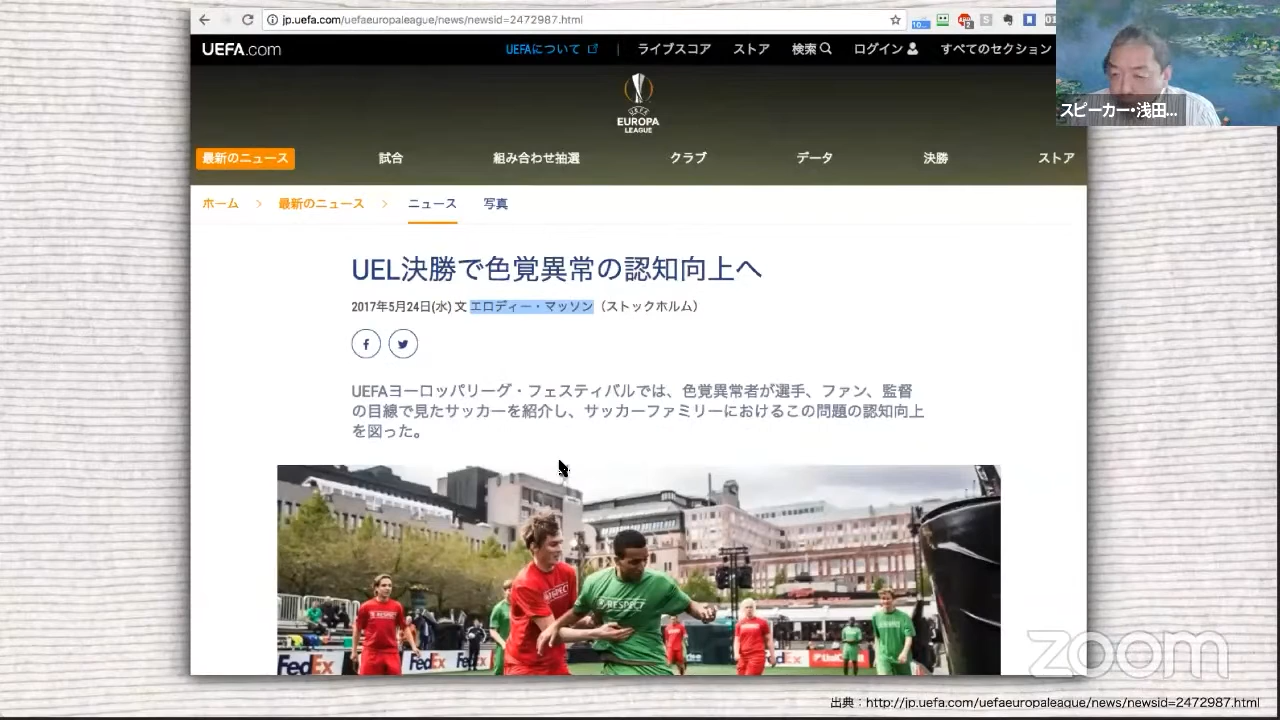 jp.uefa.com/uefaeuropaleague/news/newsid=2472987.html
UEFA.com
UEFAについて
ライブスコア
ストア
検索
ログイン
すべてのセクション
スピーカー・浅田...
UEFA
EUROPA
LEAGUE
最新のニュース
試合
組み合わせ抽選
クラブ
データ
決勝
ストア
ホーム > 最新のニュース > ニュース 写真
UEL決勝で色覚異常の認知向上へ
2017年5月24日(水) 文 エロディー・マッソン（ストックホルム）
UEFAヨーロッパリーグ・フェスティバルでは、色覚異常者が選手、ファン、監督
の目線で見たサッカーを紹介し、サッカーファミリーにおけるこの問題の認知向上
を図った。
RESPECT
RESPECT
FedEx
FedEx
zoom
出典：http://jp.uefa.com/uefaeuropaleague/news/newsid=2472987.html